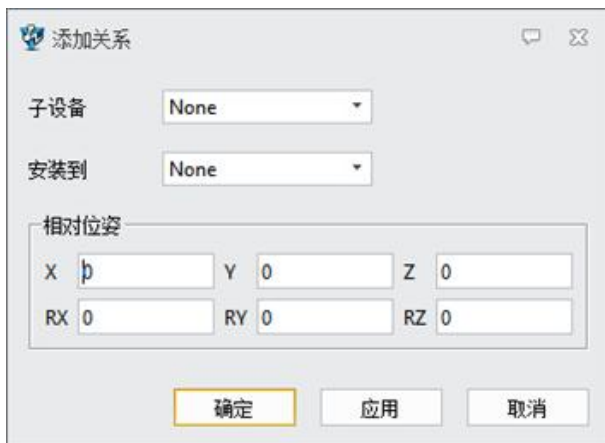 添加关系
子设备 None
安装到 None
相对位姿
X 0 Y 0 Z 0
RX 0 RY 0 RZ 0
确定 应用 取消